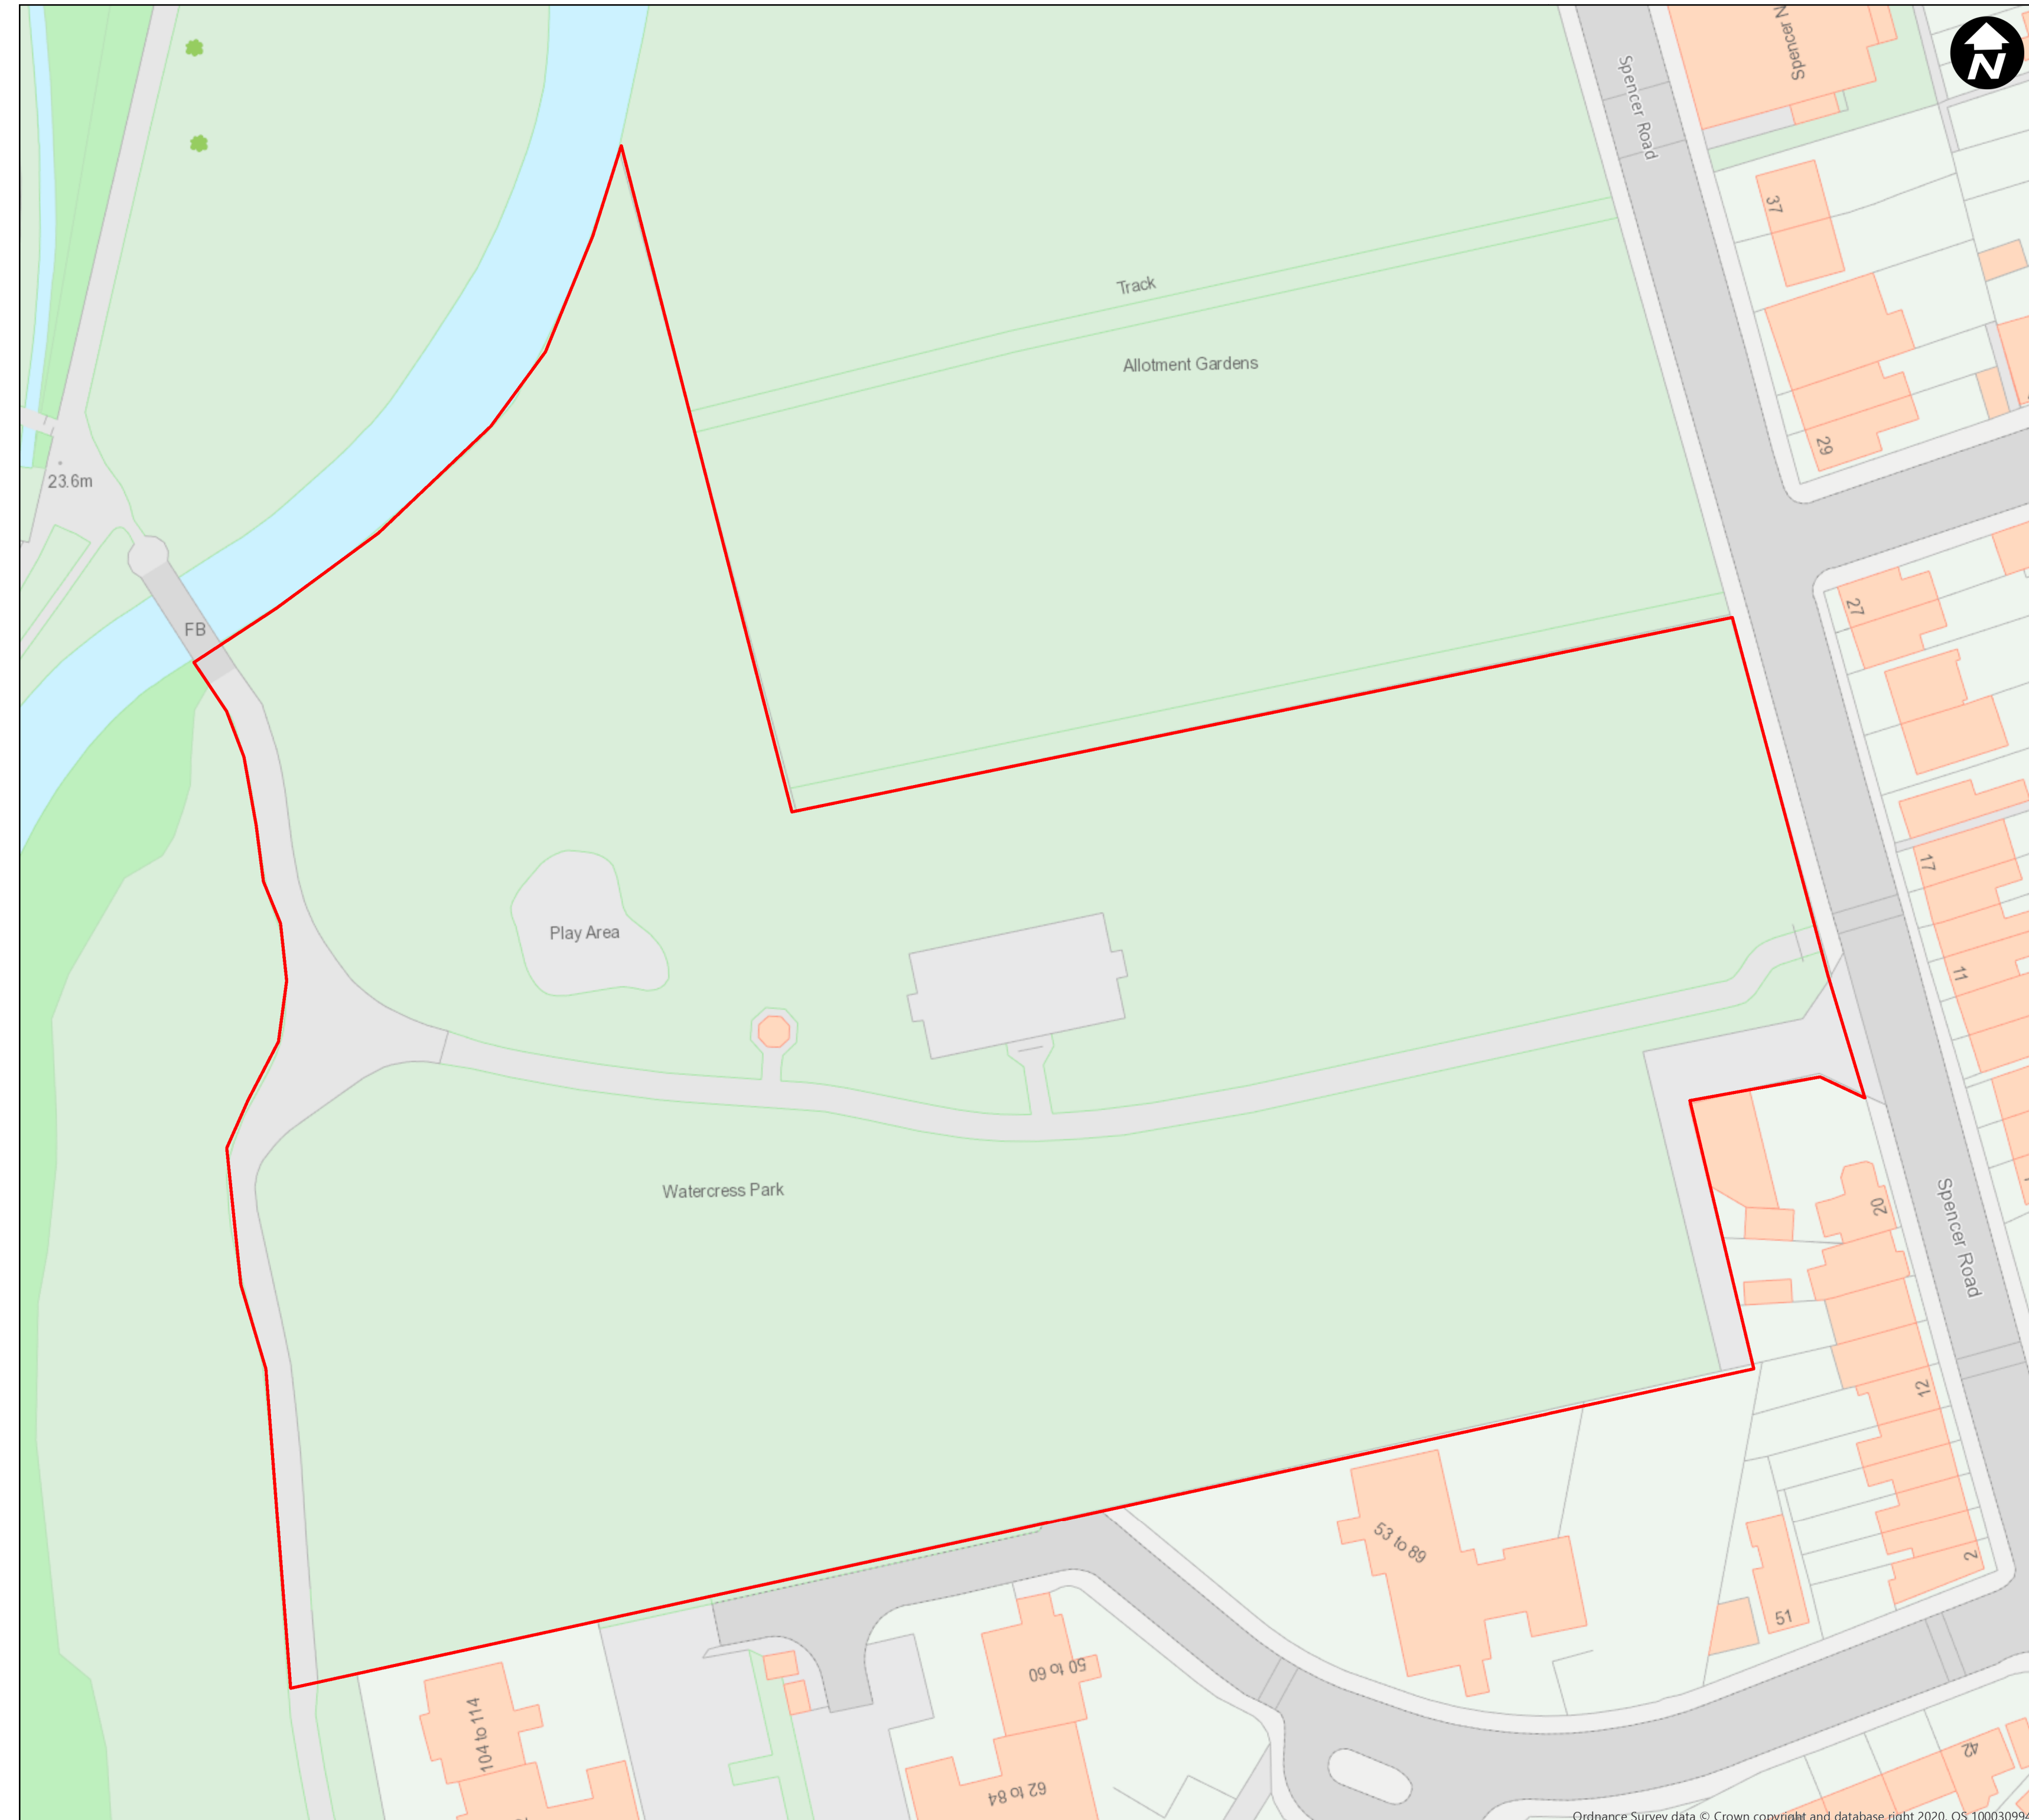 N
Spencer N
Spencer Road
37
Track
Allotment Gardens
29
23.6m
27
FB
17
Play Area
11
Watercress Park
20
Spencer Road
12
53 to 89
2
51
50 to 60
104 to 114
42
62 to 84
Ordnance Survey data © Crown copyright and database right 2020. OS 100030994